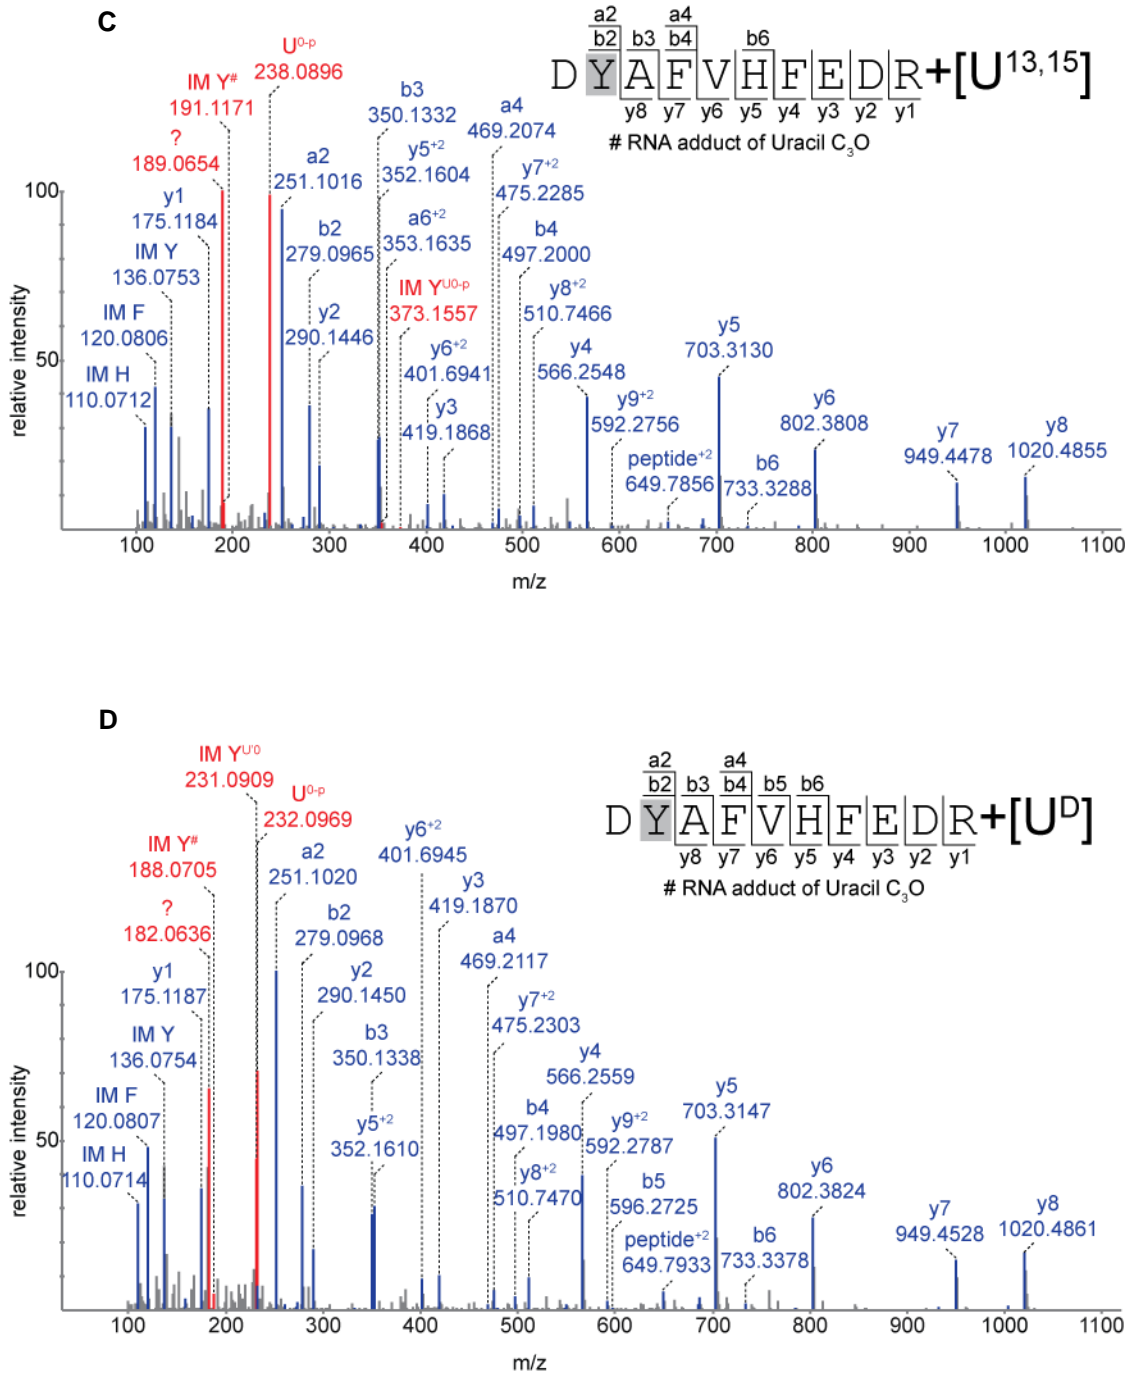 C
a2 a4
b2 b3 b4 b6
D Y A F V H F E D R +[U13,15]
y8 y7 y6 y5 y4 y3 y2 y1
# RNA adduct of Uracil C3O
U0-p
238.0896
IM Y#
191.1171
?
189.0654
y1
175.1184
IM Y
136.0753
IM F
120.0806
IM H
110.0712
a2
251.1016
b2
279.0965
y2
290.1446
b3
350.1332
y5+2
352.1604
a6+2
353.1635
IM YU0-p
373.1557
y6+2
401.6941
y3
419.1868
a4
469.2074
y7+2
475.2285
b4
497.2000
y8+2
510.7466
y4
566.2548
y9+2
592.2756
peptide+2
649.7856
y5
703.3130
b6
733.3288
y6
802.3808
y7
949.4478
y8
1020.4855
100
50
relative intensity
100 200 300 400 500 600 700 800 900 1000 1100
m/z
D
a2 a4
b2 b3 b4 b5 b6
D Y A F V H F E D R +[UD]
y8 y7 y6 y5 y4 y3 y2 y1
# RNA adduct of Uracil C3O
IM YU'0
231.0909
U0-p
232.0969
IM Y#
188.0705
?
182.0636
y1
175.1187
IM Y
136.0754
IM F
120.0807
IM H
110.0714
a2
251.1020
b2
279.0968
y2
290.1450
b3
350.1338
y5+2
352.1610
y6+2
401.6945
y3
419.1870
a4
469.2117
y7+2
475.2303
b4
497.1980
y8+2
510.7470
y4
566.2559
y9+2
592.2787
b5
596.2725
peptide+2
649.7933
y5
703.3147
b6
733.3378
y6
802.3824
y7
949.4528
y8
1020.4861
100
50
relative intensity
100 200 300 400 500 600 700 800 900 1000 1100
m/z